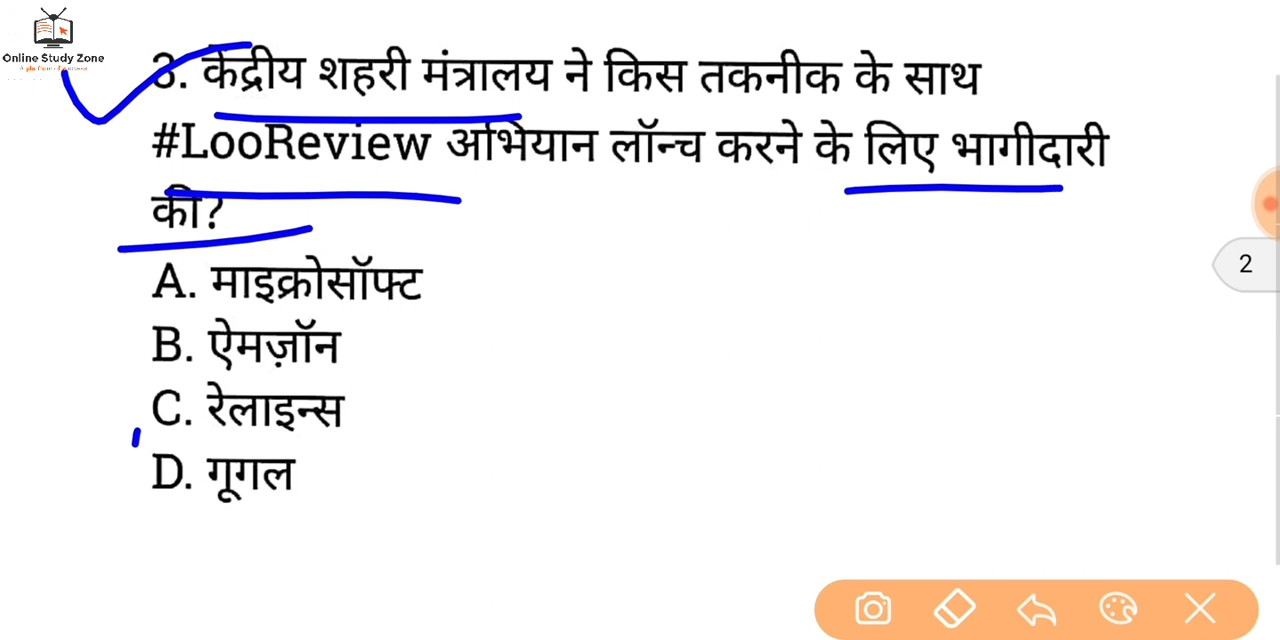 Online Study Zone
3. केंद्रीय शहरी मंत्रालय ने किस तकनीक के साथ
#LooReview अभियान लॉन्च करने के लिए भागीदारी
की?
2
A. माइक्रोसॉफ्ट
B. ऐमज़ॉन
C. रेलाइन्स
D. गूगल